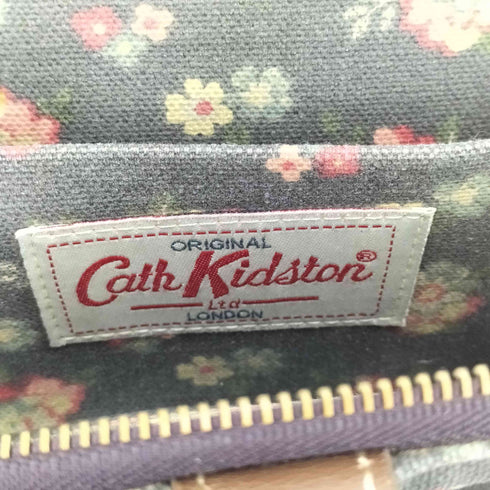 ORIGINAL
Cath Kidston®
Ltd
LONDON